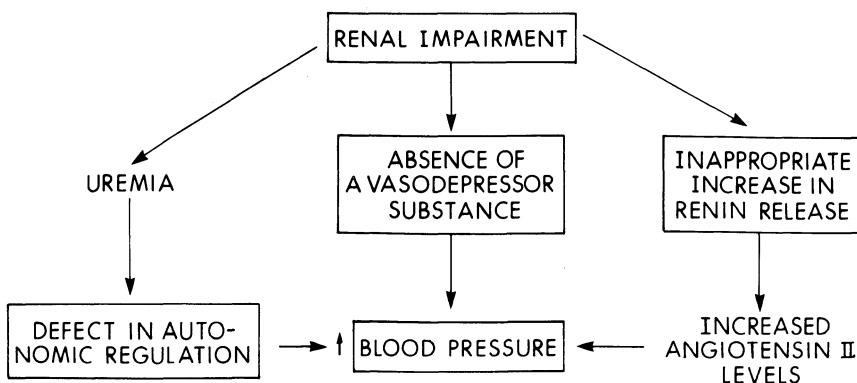 RENAL IMPAIRMENT
UREMIA
ABSENCE OF
A VASODEPRESSOR
SUBSTANCE
INAPPROPRIATE
INCREASE IN
RENIN RELEASE
DEFECT IN AUTO-
NOMIC REGULATION
BLOOD PRESSURE
INCREASED
ANGIOTENSIN II
LEVELS